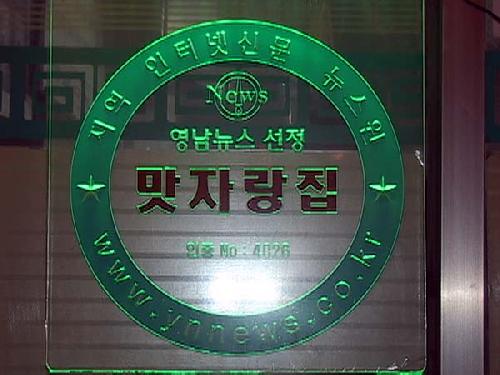 지역 인터넷신문 뉴스원
News
영남뉴스 선정
맛자랑집
인증 No : 4026
www.ynnews.co.kr